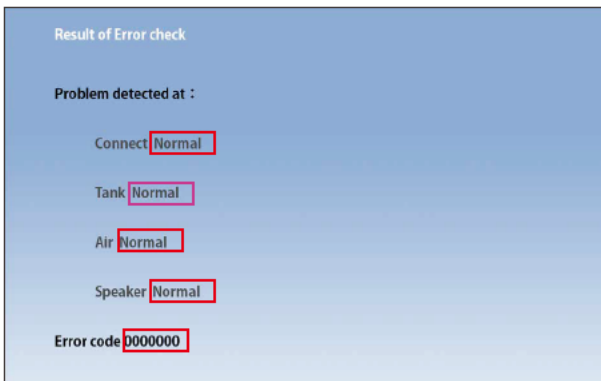 Result of Error check
Problem detected at：
Connect Normal
Tank Normal
Air Normal
Speaker Normal
Error code 0000000